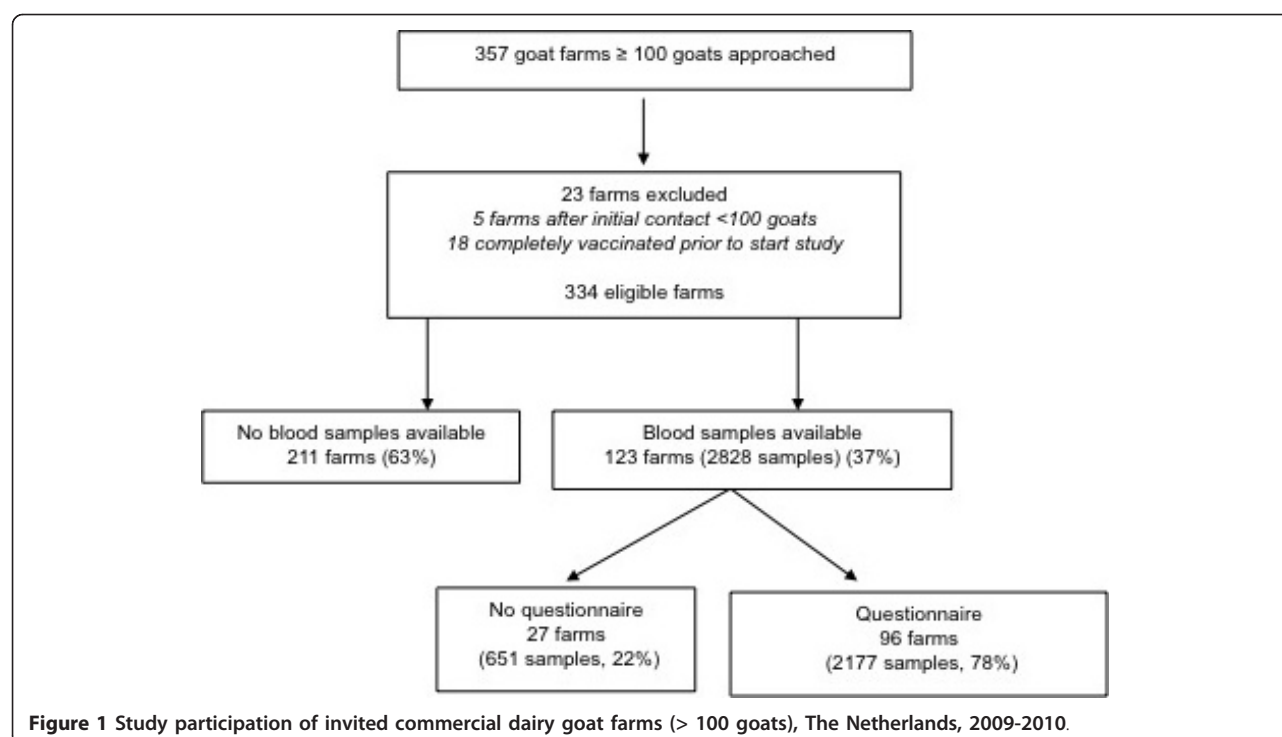 357 goat farms ≥ 100 goats approached
23 farms excluded
5 farms after initial contact <100 goats
18 completely vaccinated prior to start study
334 eligible farms
No blood samples available
211 farms (63%)
Blood samples available
123 farms (2828 samples) (37%)
No questionnaire
27 farms
(651 samples, 22%)
Questionnaire
96 farms
(2177 samples, 78%)
Figure 1 Study participation of invited commercial dairy goat farms (> 100 goats), The Netherlands, 2009-2010.